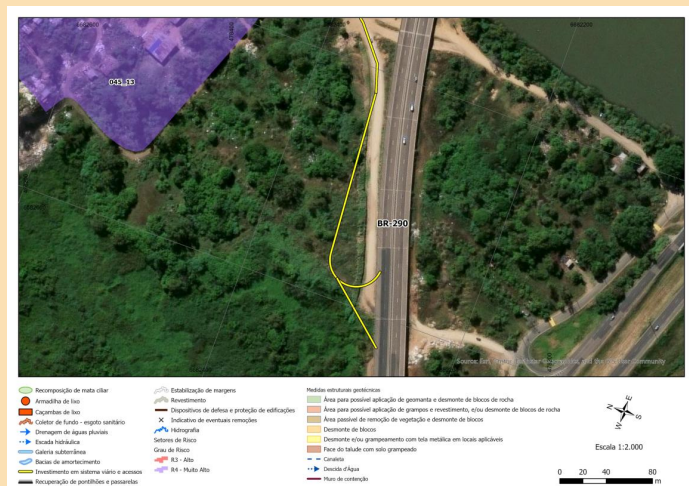 045_13
BR-290
Recomposição de mata ciliar
Armadilha de lixo
Caçambas de lixo
Coletor de fundo - esgoto sanitário
Drenagem de águas pluviais
Escada hidráulica
Galeria subterrânea
Bacias de amortecimento
Investimento em sistema viário e acessos
Recuperação de pontilhões e passarelas
Estabilização de margens
Revestimento
Dispositivos de defesa e proteção de edificações
Indicativo de eventuais remoções
Hidrografia
Setores de Risco
Grau de Risco
R3 - Alto
R4 - Muito Alto
Medidas estruturais geotécnicas
Área para possível aplicação de geomanta e desmonte de blocos de rocha
Área para possível aplicação de grampos e revestimento, e/ou desmonte de blocos de rocha
Área passível de remoção de vegetação e desmonte de blocos
Desmonte de blocos
Desmonte e/ou grampeamento com tela metálica em locais aplicáveis
Face do talude com solo grampeado
Canaleta
Descida d'Água
Muro de contenção
N
E
S
W
Escala 1:2.000
0 20 40 60 80
m